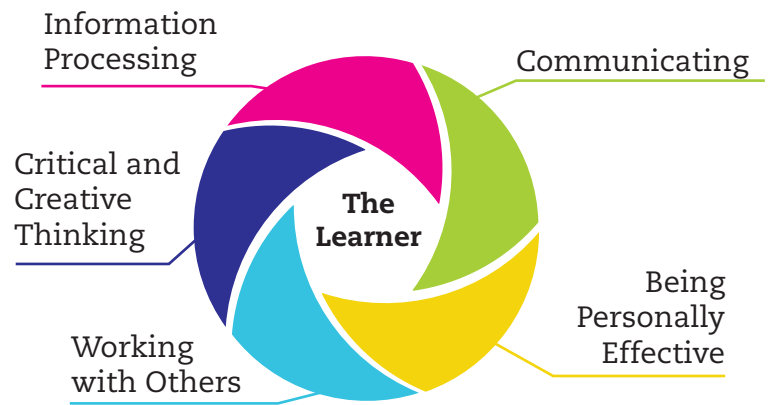 Information
Processing
Communicating
Critical and
Creative
Thinking
The
Learner
Being
Personally
Effective
Working
with Others